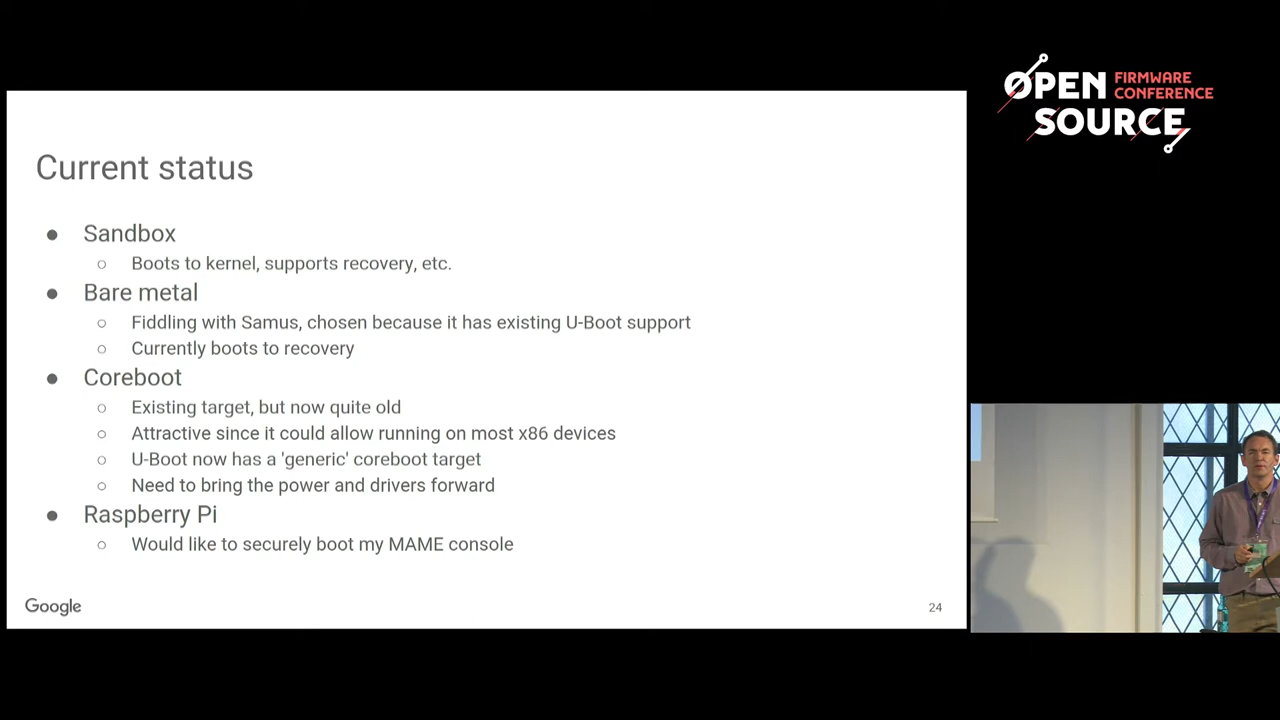 OPEN FIRMWARE
CONFERENCE
SOURCE
Current status
● Sandbox
○ Boots to kernel, supports recovery, etc.
● Bare metal
○ Fiddling with Samus, chosen because it has existing U-Boot support
○ Currently boots to recovery
● Coreboot
○ Existing target, but now quite old
○ Attractive since it could allow running on most x86 devices
○ U-Boot now has a 'generic' coreboot target
○ Need to bring the power and drivers forward
● Raspberry Pi
○ Would like to securely boot my MAME console
Google
24